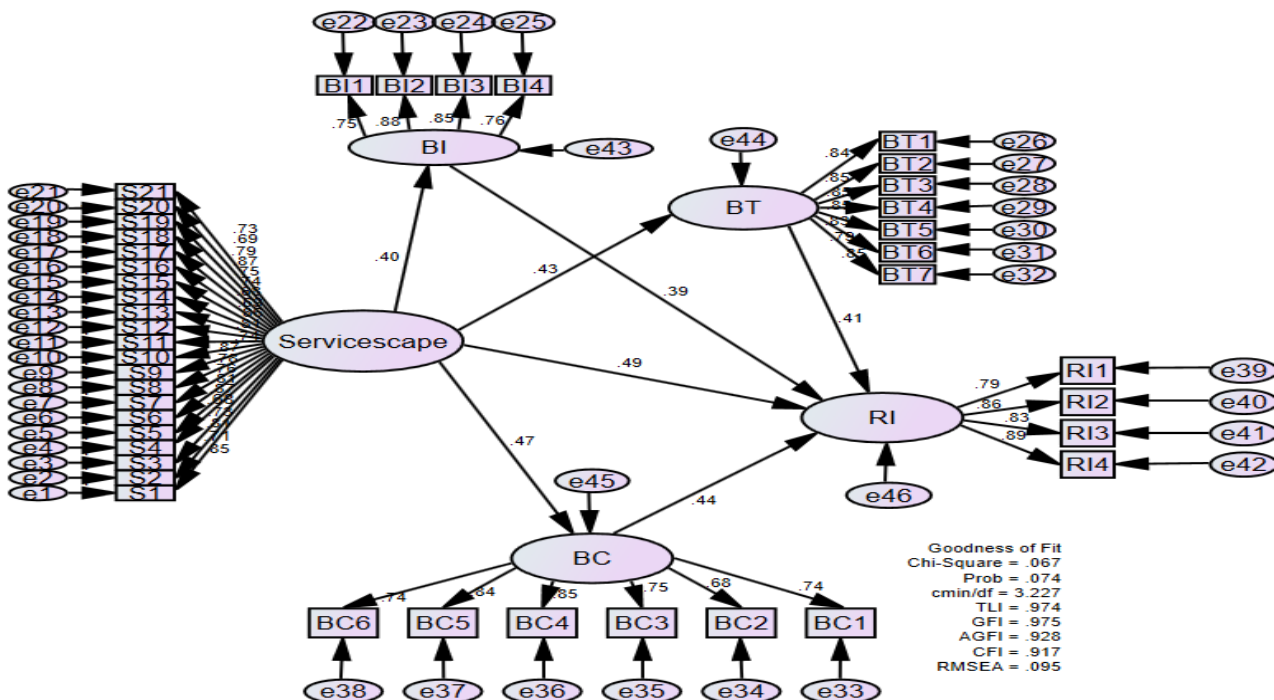 e22 e23 e24 e25
BI1 BI2 BI3 BI4
.75 .88 .85 .76
BI
e43
e44
BT
BT1 e26
BT2 e27
BT3 e28
BT4 e29
BT5 e30
BT6 e31
BT7 e32
.84
.85
.83
.79
.85
e21 S21
e20 S20
e19 S19
e18 S18
e17 S17
e16 S16
e15 S15
e14 S14
e13 S13
e12 S12
e11 S11
e10 S10
e9 S9
e8 S8
e7 S7
e6 S6
e5 S5
e4 S4
e3 S3
e2 S2
e1 S1
.73
.69
.79
.87
.75
.85
Servicescape
.40
.43
.39
.41
.49
.47
.44
RI
e46
.79
.86
.83
.89
RI1 e39
RI2 e40
RI3 e41
RI4 e42
e45
BC
.74 .84 .85 .75 .68 .74
BC6 BC5 BC4 BC3 BC2 BC1
e38 e37 e36 e35 e34 e33
Goodness of Fit
Chi-Square = .067
Prob = .074
cmin/df = 3.227
TLI = .974
GFI = .975
AGFI = .928
CFI = .917
RMSEA = .095